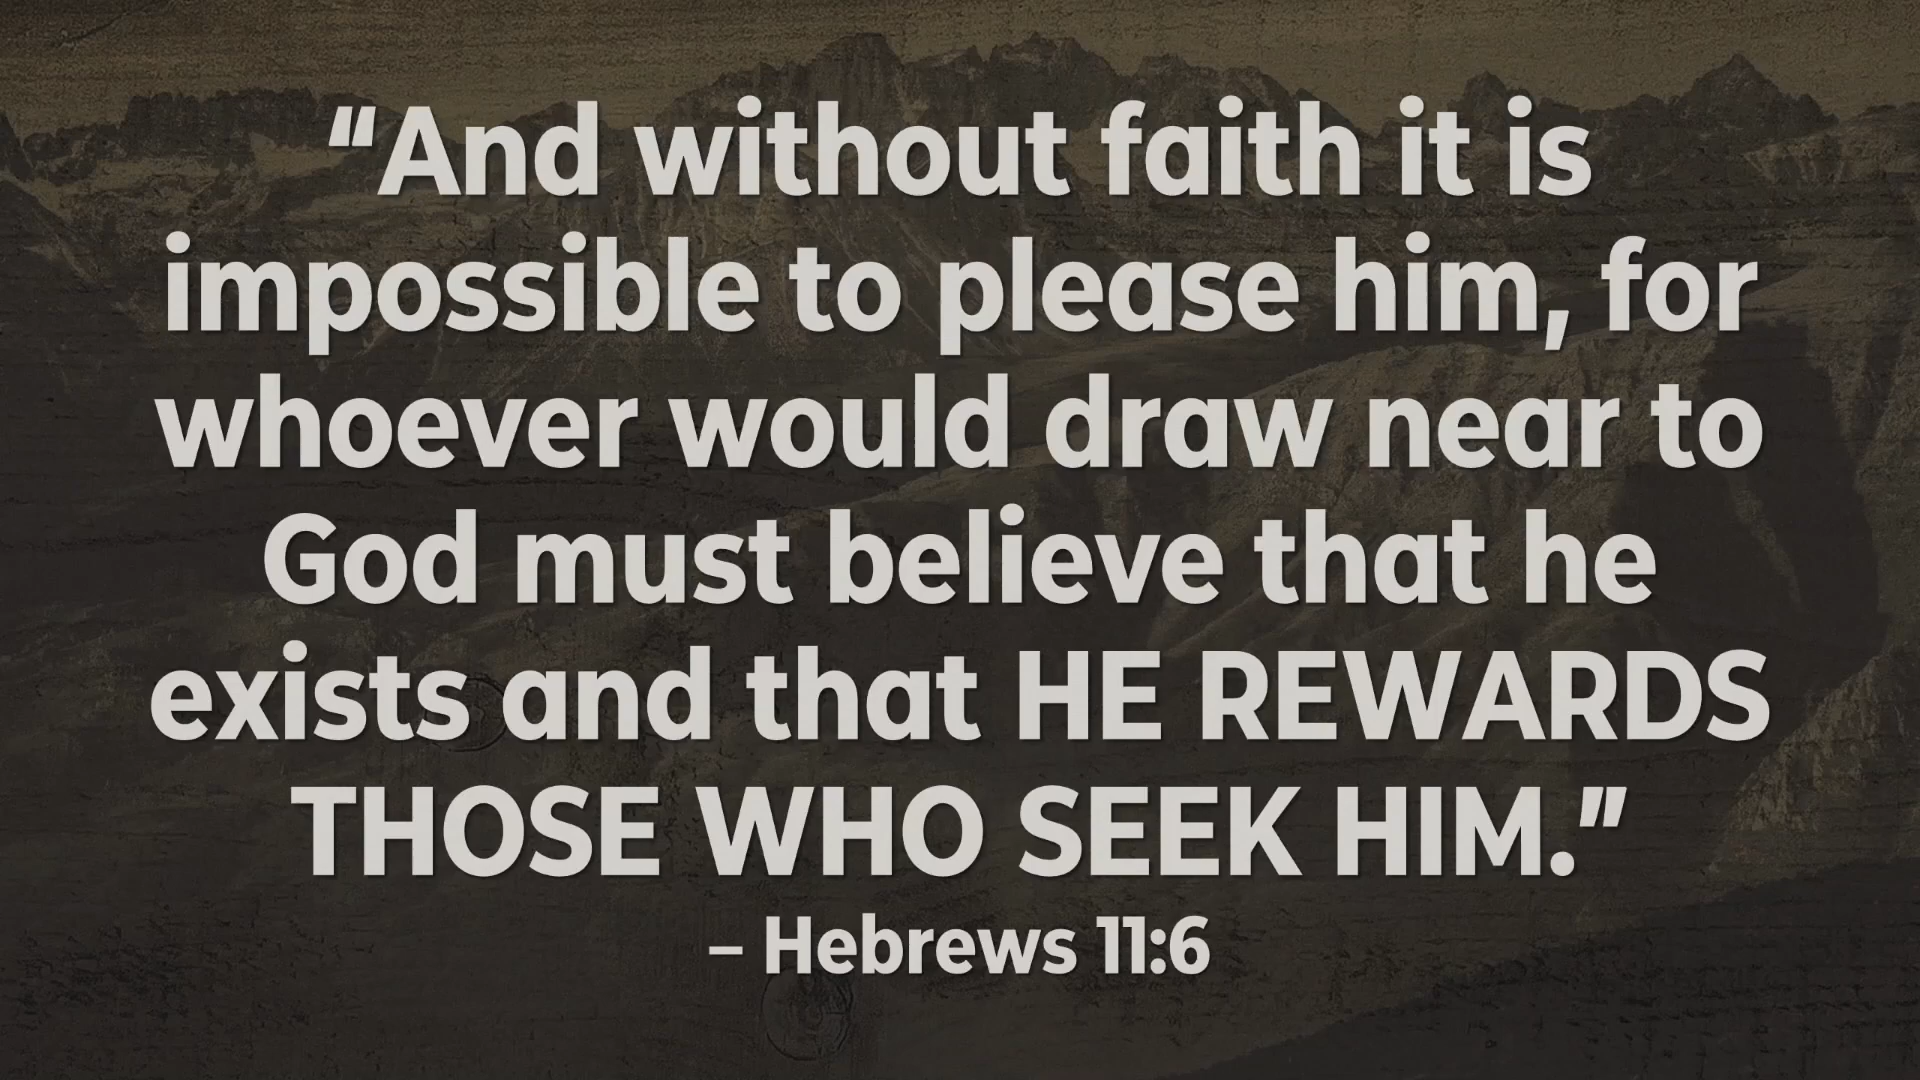 “And without faith it is
impossible to please him, for
whoever would draw near to
God must believe that he
exists and that HE REWARDS
THOSE WHO SEEK HIM.”
– Hebrews 11:6